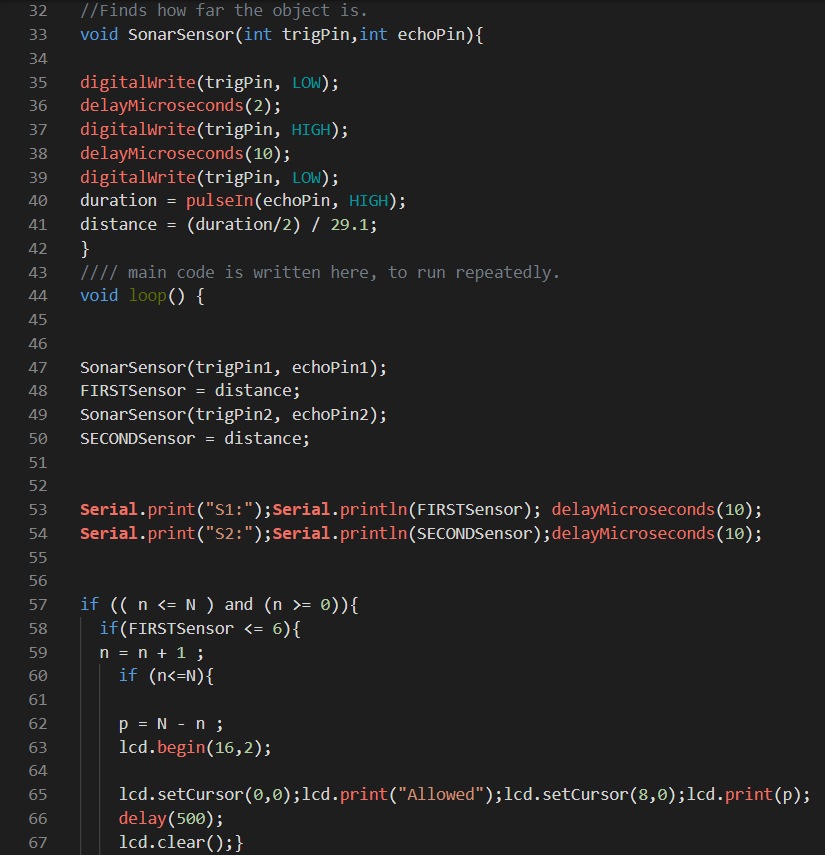 32 //Finds how far the object is.
33 void SonarSensor(int trigPin,int echoPin){
34
35 digitalWrite(trigPin, LOW);
36 delayMicroseconds(2);
37 digitalWrite(trigPin, HIGH);
38 delayMicroseconds(10);
39 digitalWrite(trigPin, LOW);
40 duration = pulseIn(echoPin, HIGH);
41 distance = (duration/2) / 29.1;
42 }
43 //// main code is written here, to run repeatedly.
44 void loop() {
45
46
47 SonarSensor(trigPin1, echoPin1);
48 FIRSTSensor = distance;
49 SonarSensor(trigPin2, echoPin2);
50 SECONDSensor = distance;
51
52
53 Serial.print("S1:");Serial.println(FIRSTSensor); delayMicroseconds(10);
54 Serial.print("S2:");Serial.println(SECONDSensor);delayMicroseconds(10);
55
56
57 if (( n <= N ) and (n >= 0)){
58 if(FIRSTSensor <= 6){
59 n = n + 1 ;
60 if (n<=N){
61
62 p = N - n ;
63 lcd.begin(16,2);
64
65 lcd.setCursor(0,0);lcd.print("Allowed");lcd.setCursor(8,0);lcd.print(p);
66 delay(500);
67 lcd.clear();}